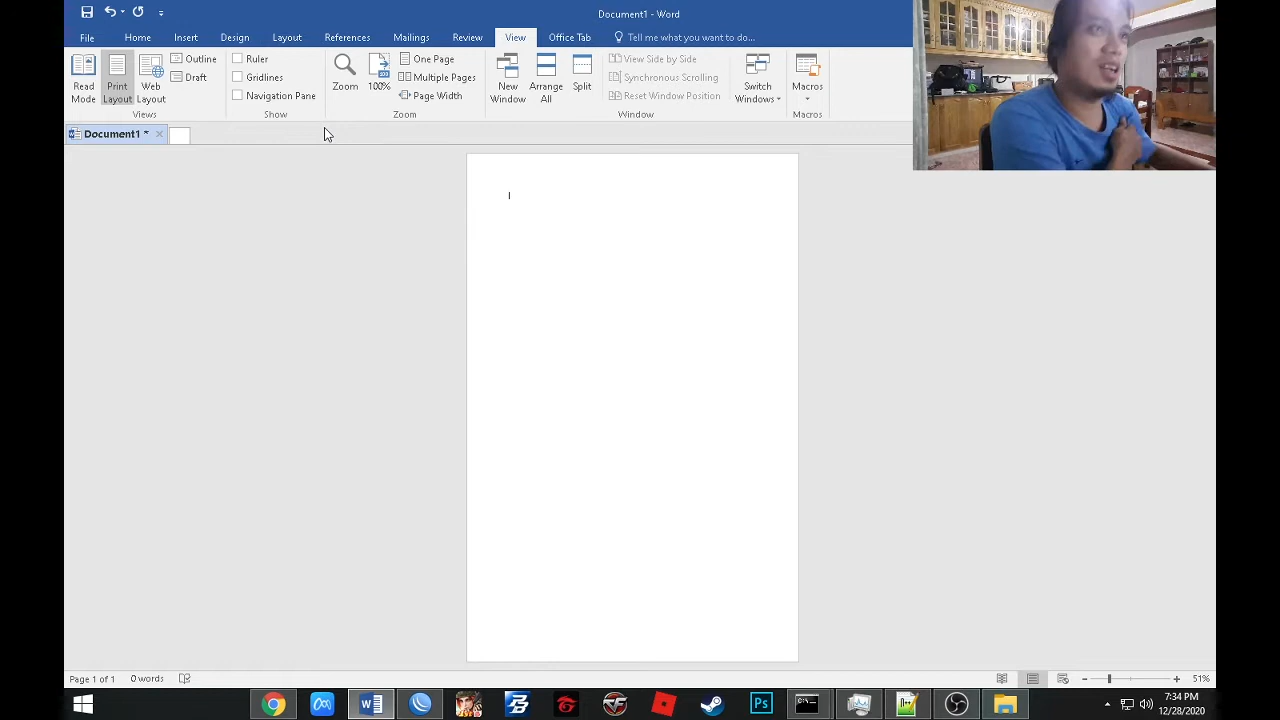 Document1 - Word
File Home Insert Design Layout References Mailings Review View Office Tab Tell me what you want to do...
Read Mode
Print Layout
Web Layout
Outline
Draft
Views
Ruler
Gridlines
Navigation Pane
Show
Zoom
100%
One Page
Multiple Pages
Page Width
Zoom
New Window
Arrange All
Split
View Side by Side
Synchronous Scrolling
Reset Window Position
Window
Switch Windows
Macros
Macros
Document1 *
Page 1 of 1 0 words 51%
7:34 PM
12/28/2020